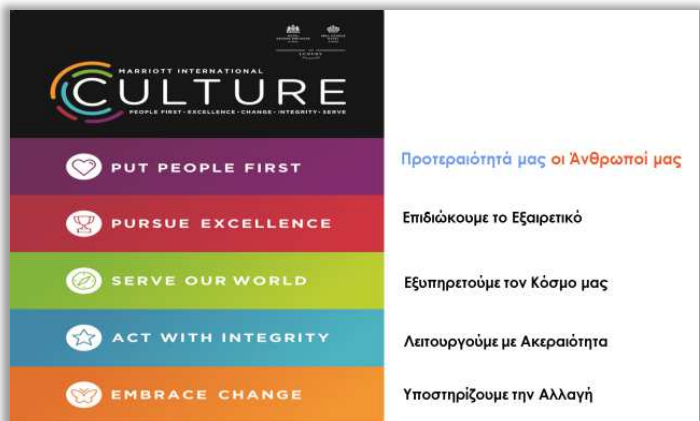 MARRIOTT INTERNATIONAL
CULTURE
PEOPLE FIRST • EXCELLENCE • CHANGE • INTEGRITY • SERVE
PUT PEOPLE FIRST
Προτεραιότητά μας οι Άνθρωποί μας
PURSUE EXCELLENCE
Επιδιώκουμε το Εξαιρετικό
SERVE OUR WORLD
Εξυπηρετούμε τον Κόσμο μας
ACT WITH INTEGRITY
Λειτουργούμε με Ακεραιότητα
EMBRACE CHANGE
Υποστηρίζουμε την Αλλαγή